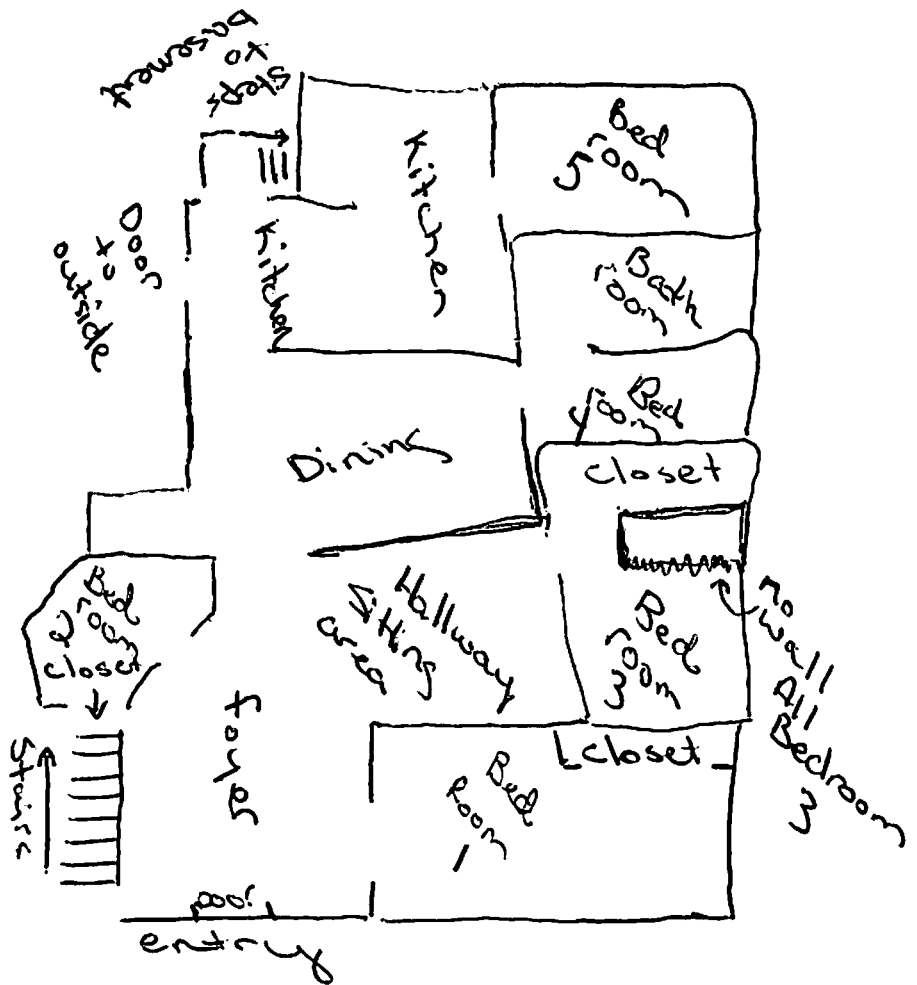 steps
to
basement
Kitchen
Bed
room
5
Door
to
outside
Kitchen
Bath
room
Bed
room
4
Dining
closet
Bed
room
2
closet
Hallway
sitting
area
Bed
room
3
no
wall
All
Bedroom
3
Stairs
foyer
closet
Bed
Room
1
Door
entry